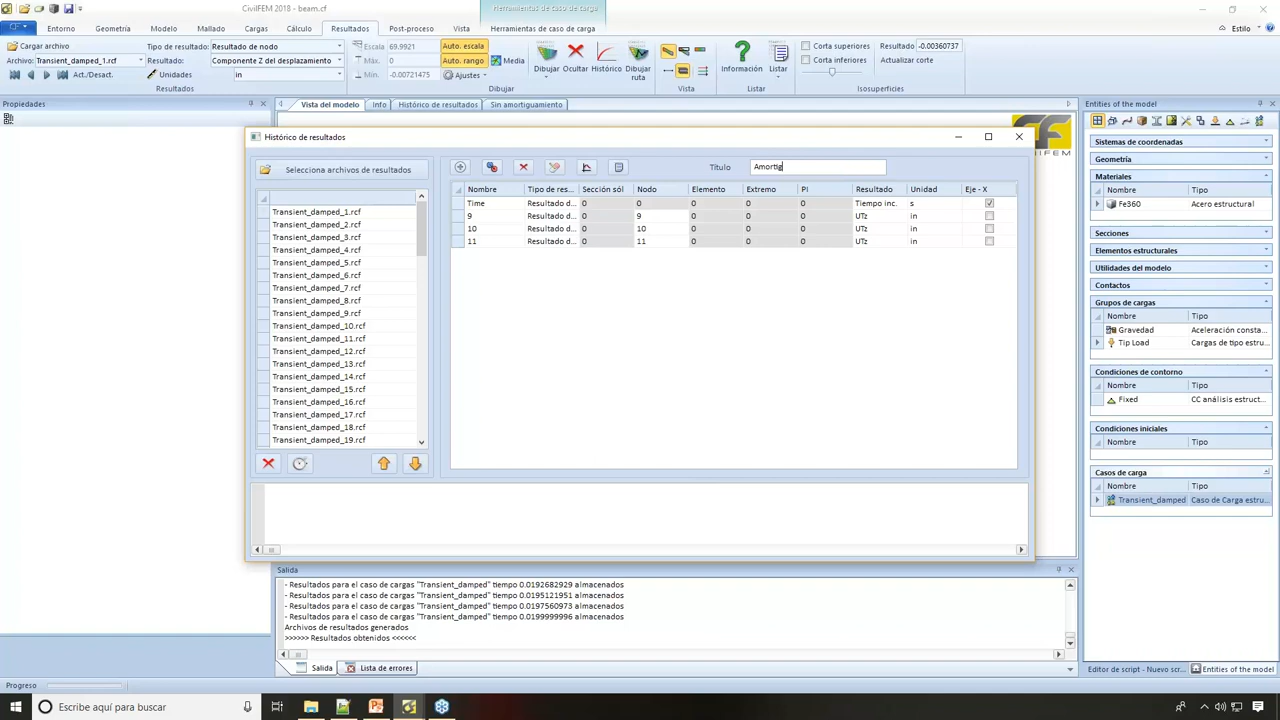 CivilFEM 2018 - beam.cf
Herramientas de caso de carga
CF
Entorno
Geometría
Modelo
Mallado
Cargas
Cálculo
Resultados
Post-proceso
Vista
Herramientas de caso de carga
Estilo
Cargar archivo
Archivo: Transient_damped_1.rcf
Act./Desact.
Tipo de resultado: Resultado de nodo
Resultado: Componente Z del desplazamiento
Unidades
in
Resultados
Escala 69.9921
Máx. -0.00360737
Mín. -0.00721475
Auto. escala
Auto. rango
Media
Ajustes
Dibujar
Ocultar
Histórico
Dibujar ruta
Dibujar
Vista
Información
Listar
Listar
Corta superiores
Corta inferiores
Resultado -0.00360737
Actualizar corte
Isosuperficies
Propiedades
Vista del modelo
Info
Histórico de resultados
Sin amortiguamiento
Histórico de resultados
Selecciona archivos de resultados
Título
Amortig
Transient_damped_1.rcf
Transient_damped_2.rcf
Transient_damped_3.rcf
Transient_damped_4.rcf
Transient_damped_5.rcf
Transient_damped_6.rcf
Transient_damped_7.rcf
Transient_damped_8.rcf
Transient_damped_9.rcf
Transient_damped_10.rcf
Transient_damped_11.rcf
Transient_damped_12.rcf
Transient_damped_13.rcf
Transient_damped_14.rcf
Transient_damped_15.rcf
Transient_damped_16.rcf
Transient_damped_17.rcf
Transient_damped_18.rcf
Transient_damped_19.rcf
Nombre Tipo de res... Sección sól Nodo Elemento Extremo PI Resultado Unidad Eje - X
Time Resultado d... 0 0 0 0 0 Tiempo inc. s
9 Resultado d... 0 9 0 0 0 UTz in
10 Resultado d... 0 10 0 0 0 UTz in
11 Resultado d... 0 11 0 0 0 UTz in
Salida
- Resultados para el caso de cargas "Transient_damped" tiempo 0.0192682929 almacenados
- Resultados para el caso de cargas "Transient_damped" tiempo 0.0195121951 almacenados
- Resultados para el caso de cargas "Transient_damped" tiempo 0.0197560973 almacenados
- Resultados para el caso de cargas "Transient_damped" tiempo 0.0199999996 almacenados
Archivos de resultados generados
>>>>>> Resultados obtenidos <<<<<<
Salida
Lista de errores
Entities of the model
Sistemas de coordenadas
Geometría
Materiales
Nombre Tipo
Fe360 Acero estructural
Secciones
Elementos estructurales
Utilidades del modelo
Contactos
Grupos de cargas
Nombre Tipo
Gravedad Aceleración consta...
Tip Load Cargas de tipo estru...
Condiciones de contorno
Nombre Tipo
Fixed CC análisis estruct...
Condiciones iniciales
Nombre Tipo
Casos de carga
Nombre Tipo
Transient_damped Caso de Carga estru...
Editor de script - Nuevo scr...
Entities of the model
Progreso
Escribe aquí para buscar